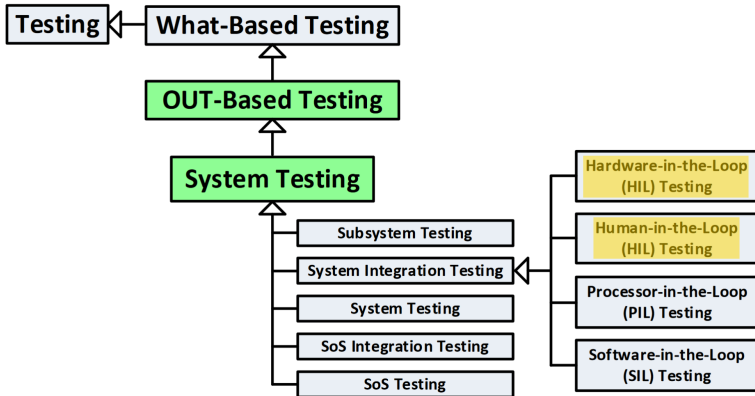 Testing
What-Based Testing
OUT-Based Testing
System Testing
Subsystem Testing
System Integration Testing
System Testing
SoS Integration Testing
SoS Testing
Hardware-in-the-Loop
(HIL) Testing
Human-in-the-Loop
(HIL) Testing
Processor-in-the-Loop
(PIL) Testing
Software-in-the-Loop
(SIL) Testing